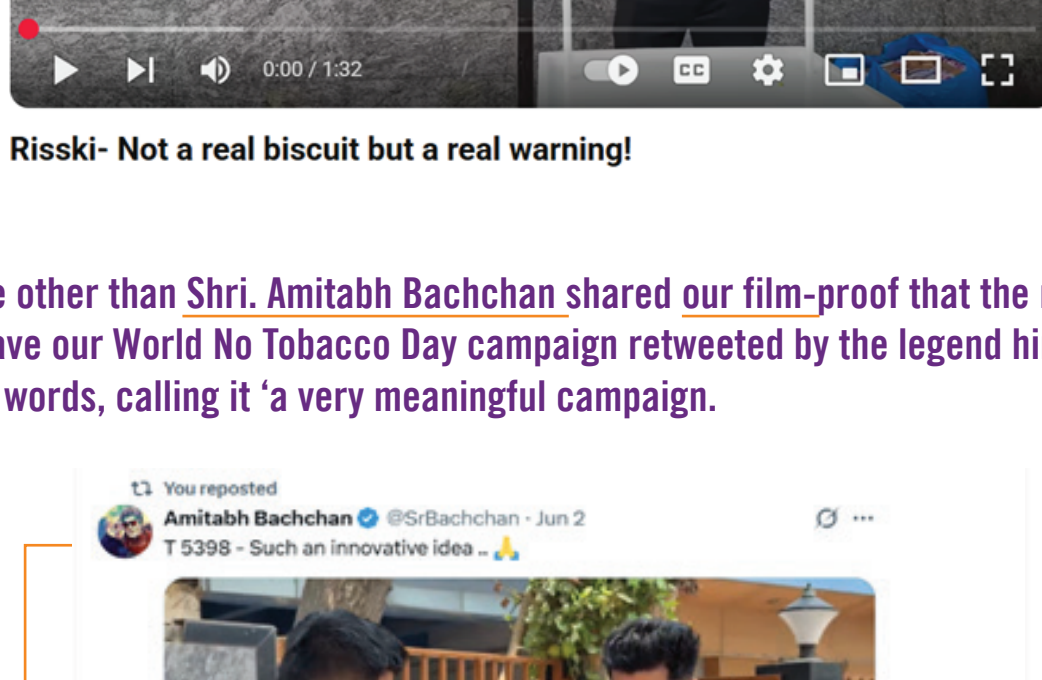 0:00 / 1:32
CC
Risski- Not a real biscuit but a real warning!
other than Shri. Amitabh Bachchan shared our film-proof that the
our World No Tobacco Day campaign retweeted by the legend
words, calling it ‘a very meaningful campaign.
You reposted
Amitabh Bachchan @SrBachchan · Jun 2
T 5398 - Such an innovative idea .. 🙏